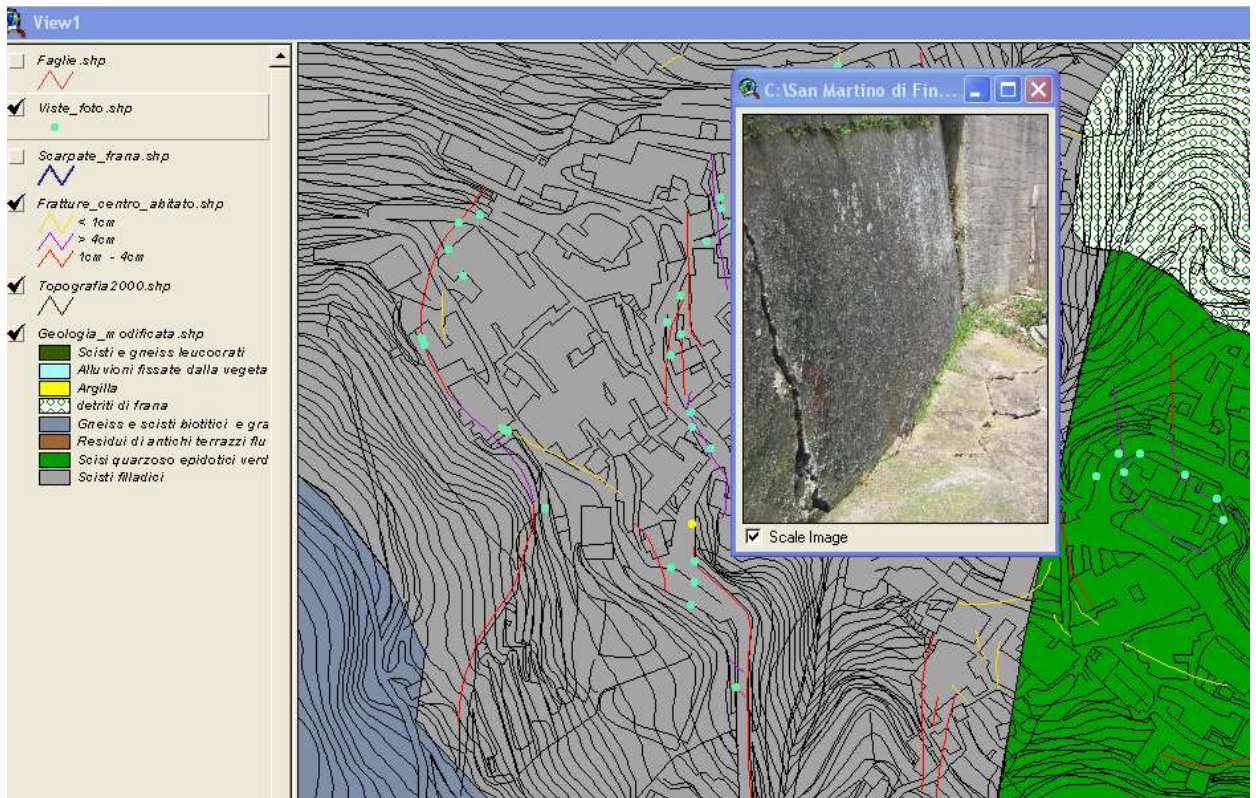 View1
Faglie.shp
Viste_foto.shp
Scarpate_frana.shp
Fratture_centro_abitato.shp
< 1cm
> 4cm
1cm - 4cm
Topografia2000.shp
Geologia_modificata.shp
Scisti e gneiss leucocrati
Alluvioni fissate dalla vegeta
Argilla
detriti di frana
Gneiss e scisti biotitici e gra
Residui di antichi terrazzi flu
Scisi quarzoso epidotici verd
Scisti filladici
C:\San Martino di Fin...
Scale Image